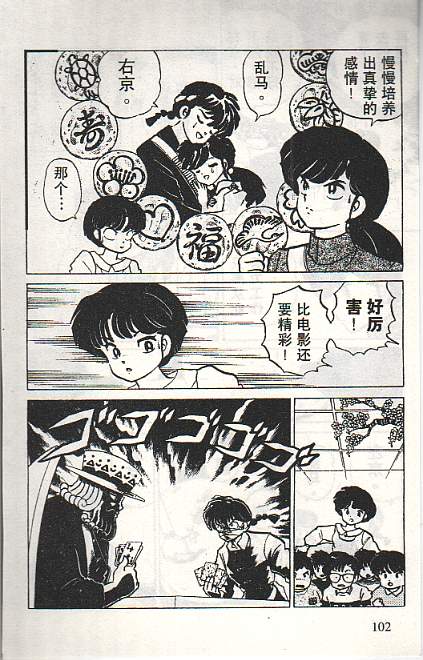 慢慢培养
出真挚的
感情！
乱马。
右京。
那个…
寿
福
好厉
害！
比电影还
要精彩！
ゴゴゴゴゴ
102